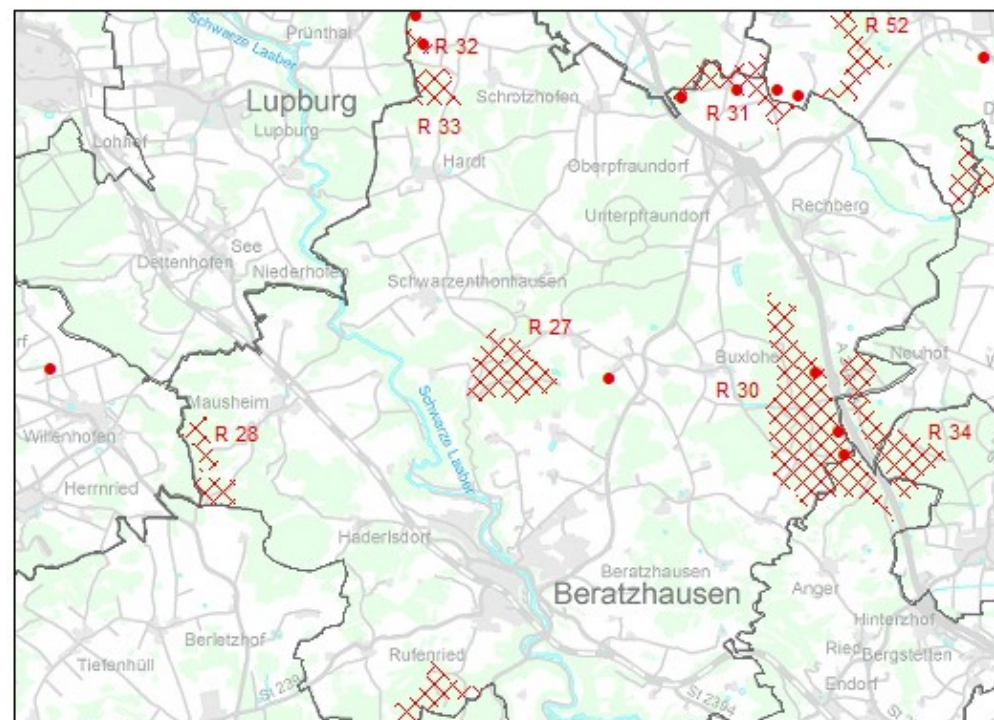 Schwarze Laaber
Prünthal
R 32
R 52
Lupburg
Schrotzhofen
R 33
R 31
Lupburg
Lohhof
Hardt
Oberpfraundorf
Unterpfraundorf
Rechberg
See
Dettenhofen
Niederhofen
Schwarzenthonhausen
R 27
Buxlohe
Neuhof
R 30
Mausheim
Schwarze Laaber
R 28
R 34
Willenhofen
Herrnried
Haderlsdorf
Beratzhausen
Beratzhausen
Anger
Hinterzhof
Berletzhof
Tiefenhüll
Rufenried
Ried
Bergstetten
Endorf
St 2394